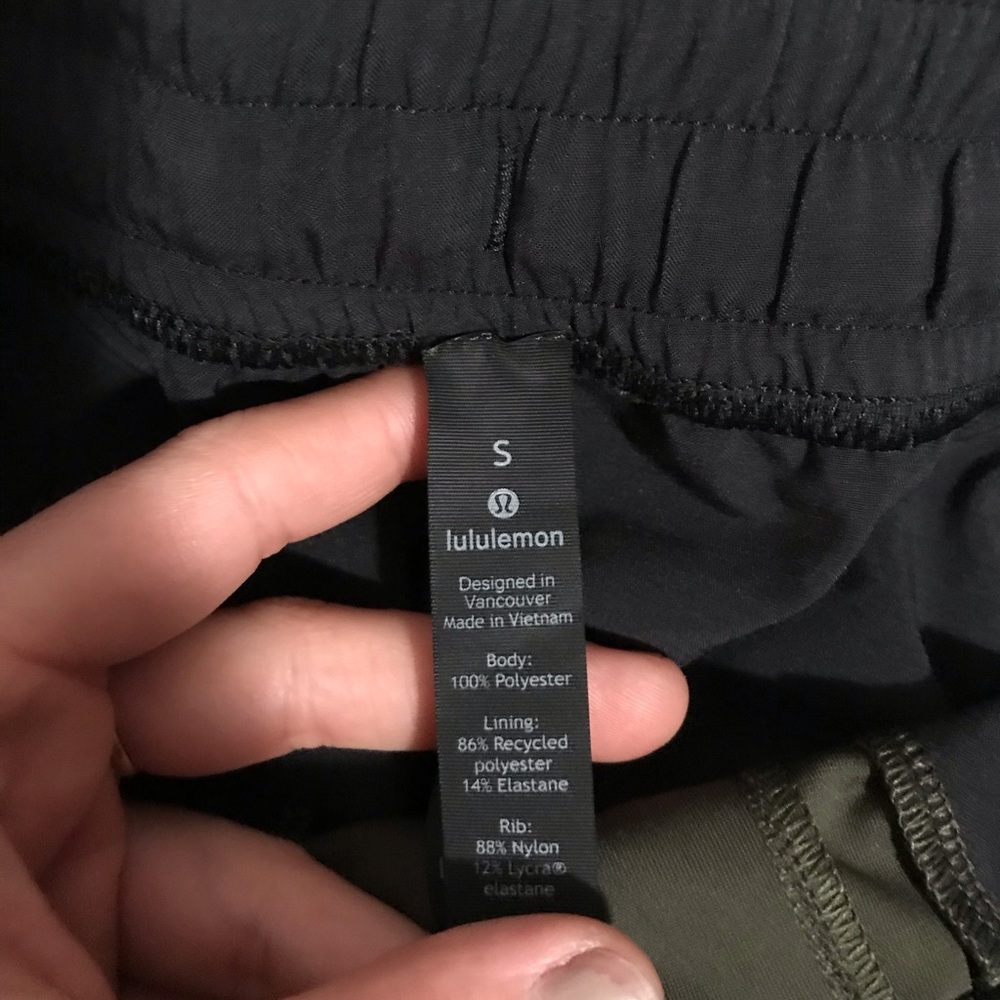 S
lululemon
Designed in
Vancouver
Made in Vietnam
Body:
100% Polyester
Lining:
86% Recycled
polyester
14% Elastane
Rib:
88% Nylon
12% Lycra®
elastane